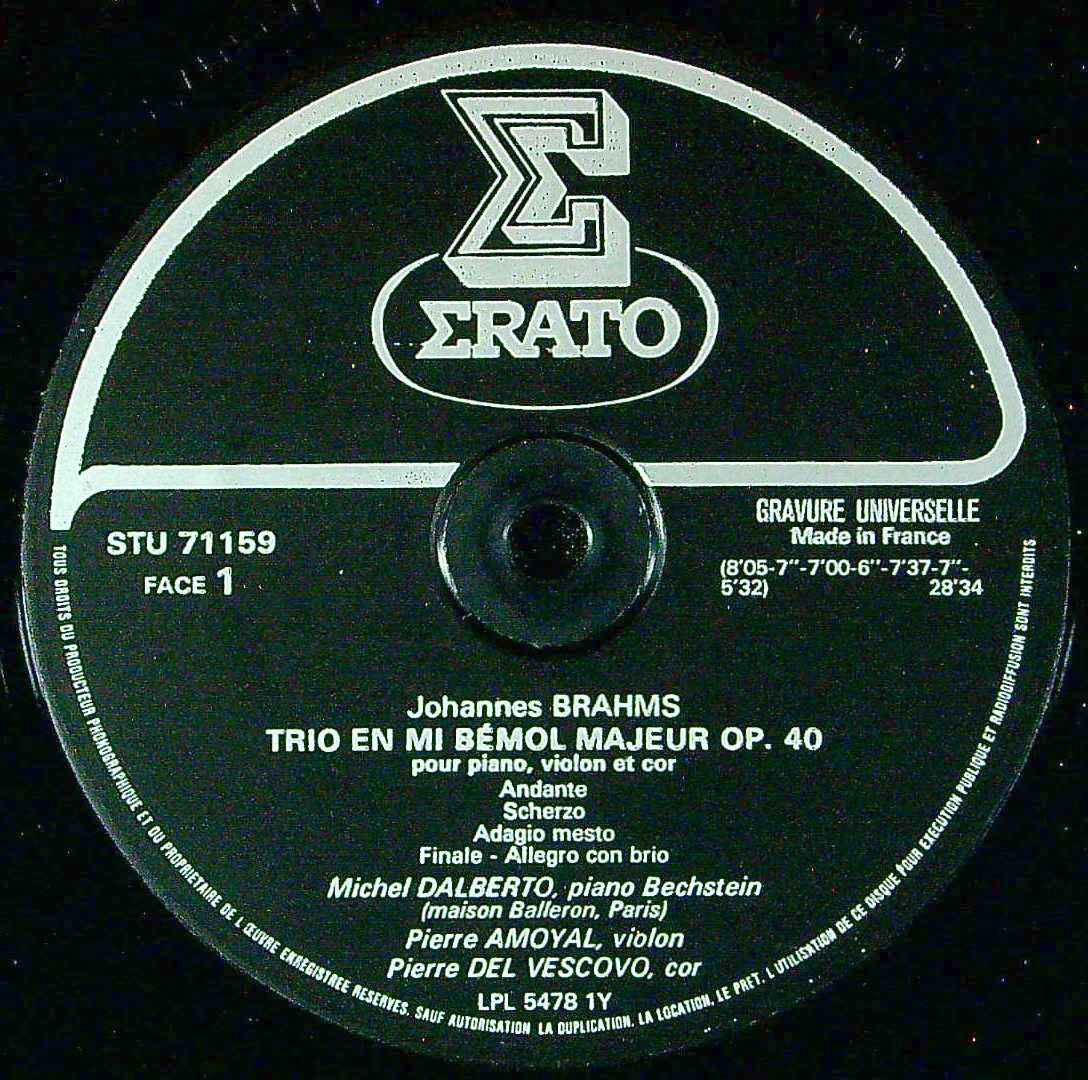 Σ
ΣRATO
STU 71159
FACE 1
GRAVURE UNIVERSELLE
Made in France
(8'05-7"-7'00-6"-7'37-7"-
5'32) 28'34
Johannes BRAHMS
TRIO EN MI BÉMOL MAJEUR OP. 40
pour piano, violon et cor
Andante
Scherzo
Adagio mesto
Finale - Allegro con brio
Michel DALBERTO, piano Bechstein
(maison Balleron, Paris)
Pierre AMOYAL, violon
Pierre DEL VESCOVO, cor
LPL 5478 1Y
TOUS DROITS DU PRODUCTEUR PHONOGRAPHIQUE ET DU PROPRIETAIRE DE L'ŒUVRE ENREGISTREE RESERVES. SAUF AUTORISATION LA DUPLICATION, LA LOCATION, LE PRET, L'UTILISATION DE CE DISQUE POUR EXECUTION PUBLIQUE ET RADIODIFFUSION SONT INTERDITS